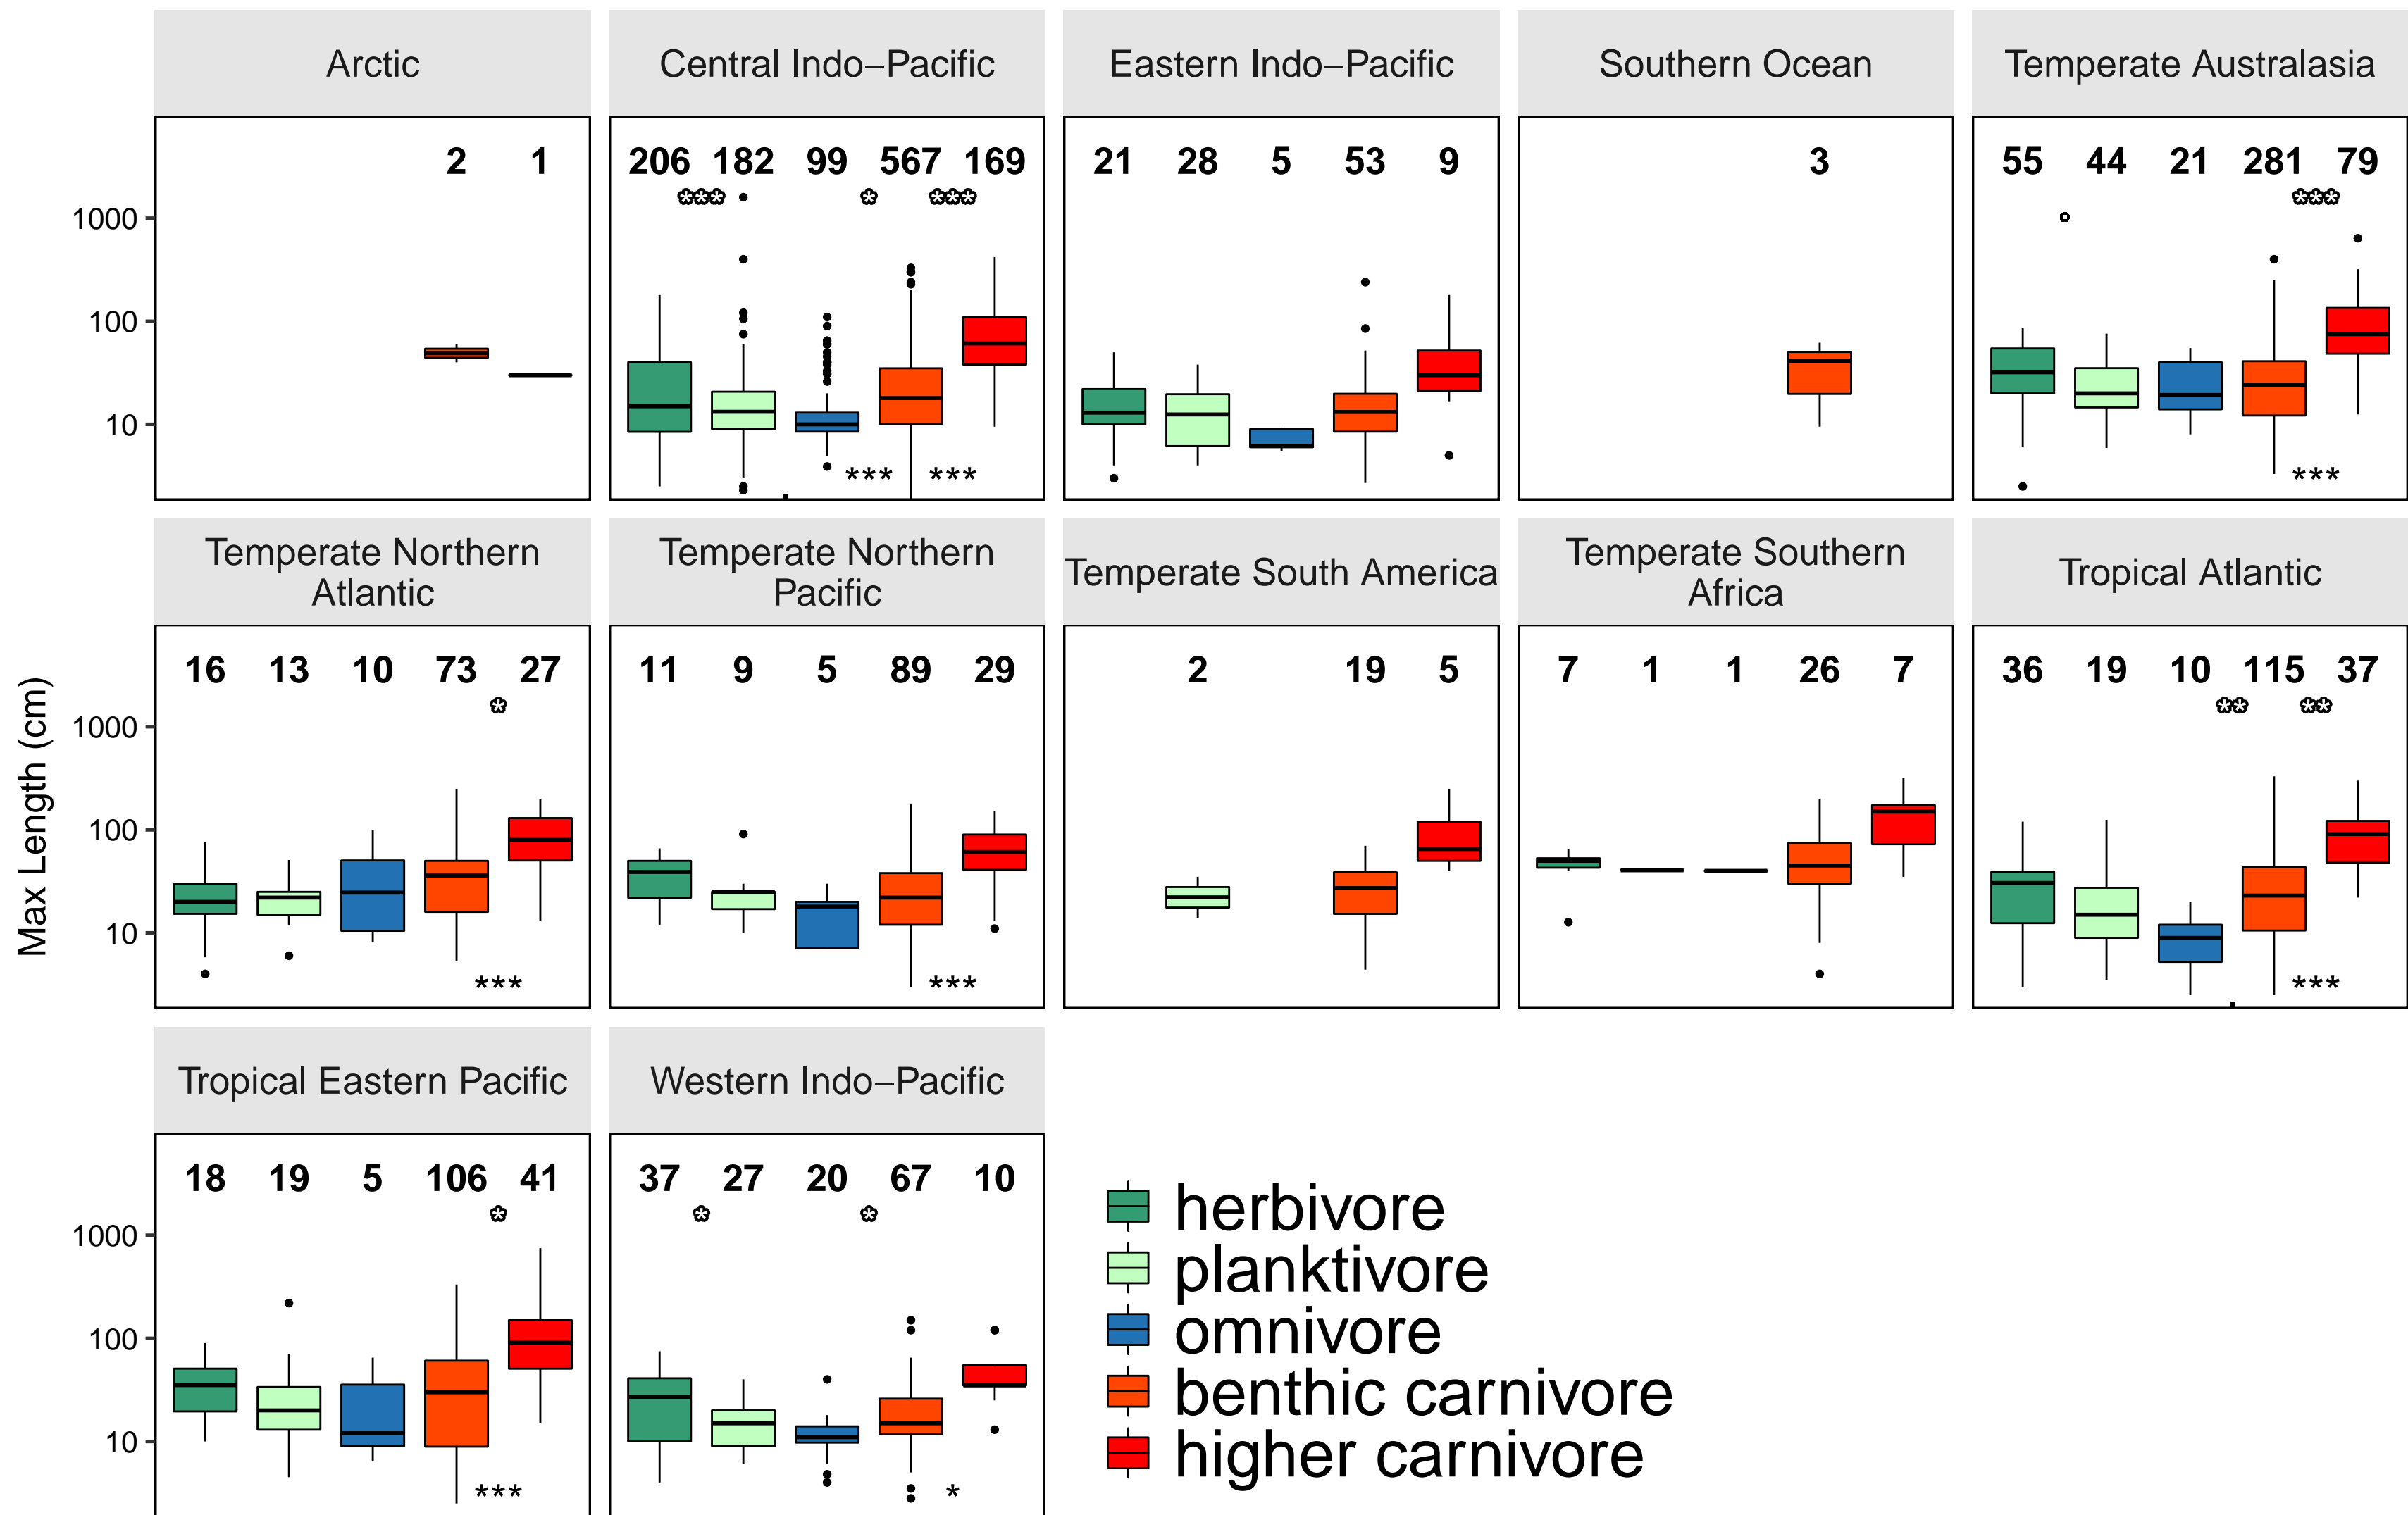 Arctic
Central Indo−Pacific
Eastern Indo−Pacific
Southern Ocean
Temperate Australasia
2 1
206 182 99 567 169
*** * ***
21 28 5 53 9
3
55 44 21 281 79
***
1000
100
10
*** ***
***
Temperate Northern
Atlantic
Temperate Northern
Pacific
Temperate South America
Temperate Southern
Africa
Tropical Atlantic
16 13 10 73 27
*
11 9 5 89 29
2 19 5
7 1 1 26 7
36 19 10 115 37
** **
Max Length (cm)
1000
100
10
***
***
***
Tropical Eastern Pacific
Western Indo−Pacific
18 19 5 106 41
*
37 27 20 67 10
* *
1000
100
10
***
*
herbivore
planktivore
omnivore
benthic carnivore
higher carnivore